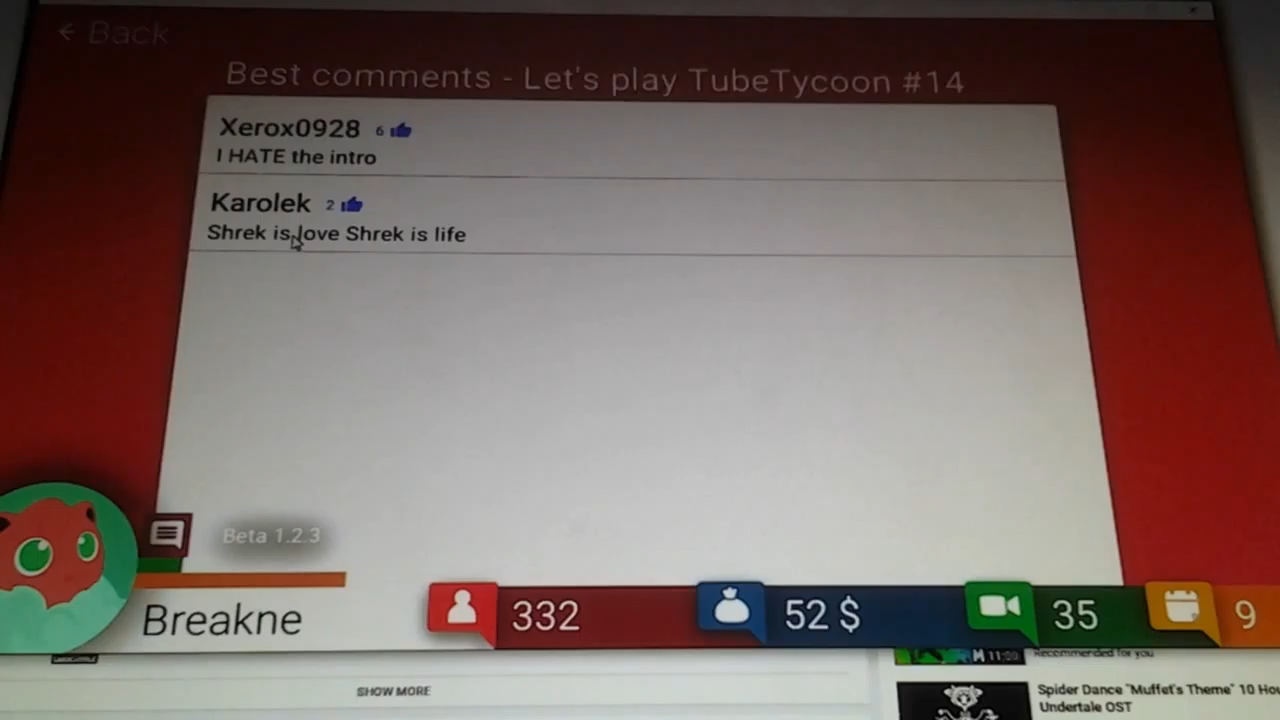 ← Back
Best comments - Let's play TubeTycoon #14
Xerox0928 6
I HATE the intro
Karolek 2
Shrek is love Shrek is life
Beta 1.2.3
Breakne
332
52 $
35
9
11:09
Recommended for you
SHOW MORE
Spider Dance "Muffet's Theme" 10 Hou
Undertale OST